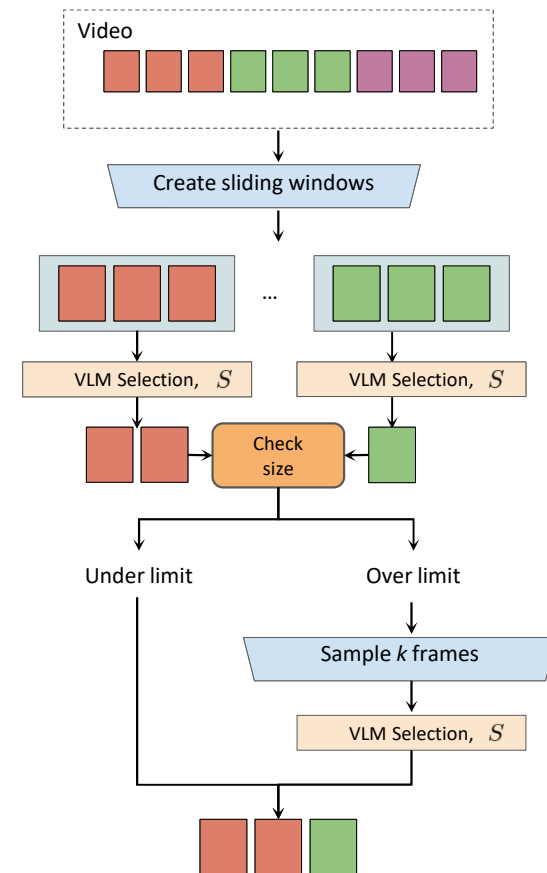 Video
Create sliding windows
...
VLM Selection, S
VLM Selection, S
Check
size
Under limit
Over limit
Sample k frames
VLM Selection, S